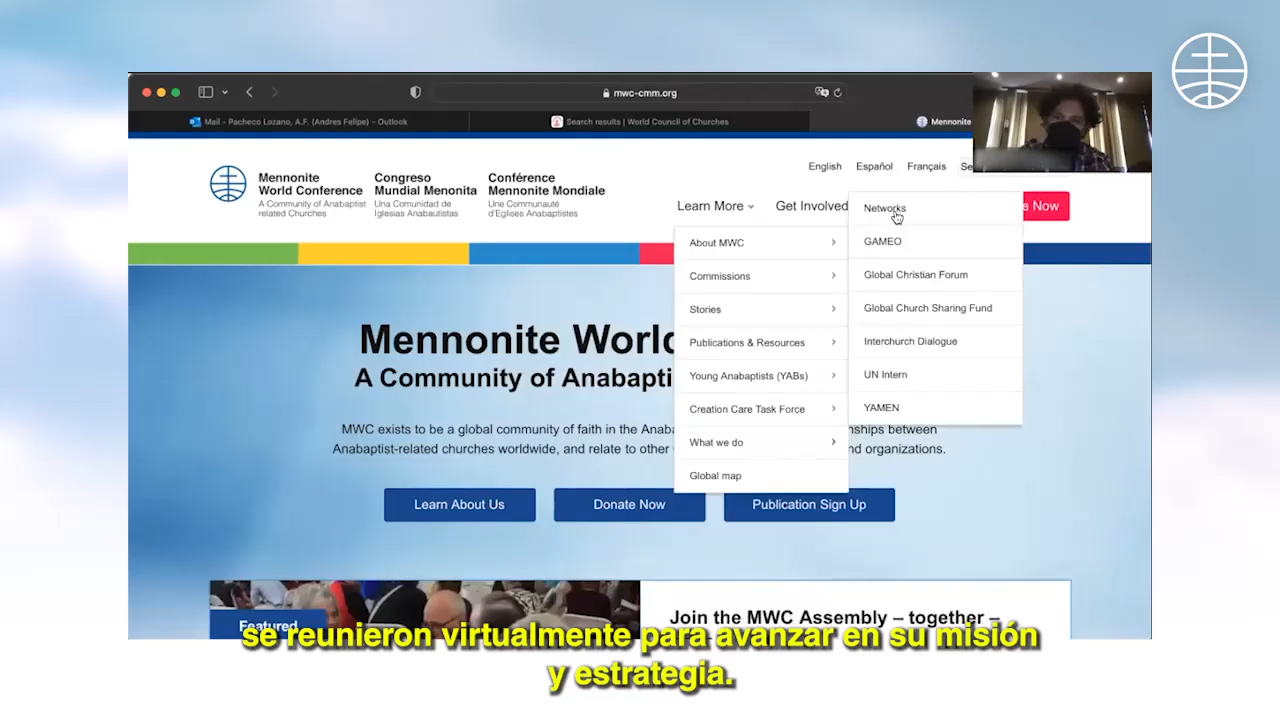 mwc-cmm.org
Mail - Pacheco Lozano, A.F. (Andres Felipe) - Outlook
Search results | World Council of Churches
Mennonite
English Español Français Se
Mennonite
World Conference
A Community of Anabaptist
related Churches
Congreso
Mundial Menonita
Una Comunidad de
Iglesias Anabautistas
Conférence
Mennonite Mondiale
Une Communauté
d'Eglises Anabaptistes
Learn More
Get Involved
Now
Networks
GAMEO
Global Christian Forum
Global Church Sharing Fund
Interchurch Dialogue
UN Intern
YAMEN
About MWC
Commissions
Stories
Publications & Resources
Young Anabaptists (YABs)
Creation Care Task Force
What we do
Global map
Mennonite Worl
A Community of Anabapti
MWC exists to be a global community of faith in the Anaba
nships between
Anabaptist-related churches worldwide, and relate to other
nd organizations.
Learn About Us
Donate Now
Publication Sign Up
Featured
Join the MWC Assembly – together –
se reunieron virtualmente para avanzar en su misión
y estrategia.